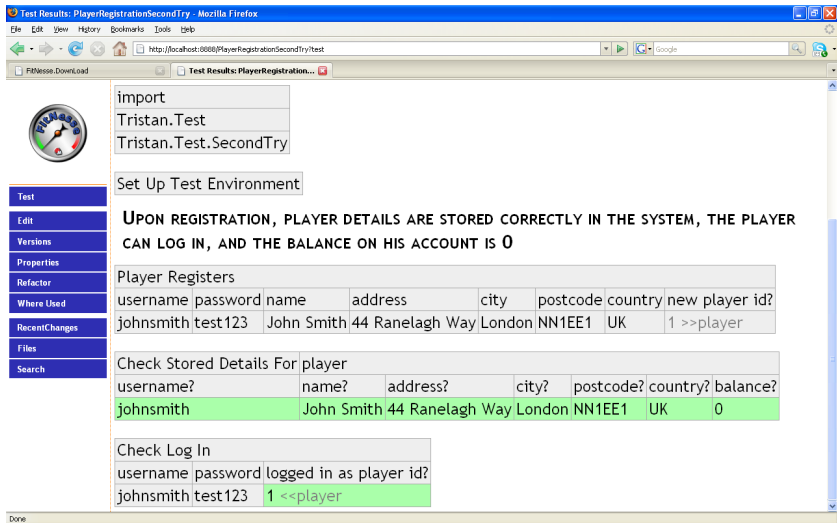 Test Results: PlayerRegistrationSecondTry - Mozilla Firefox
File Edit View History Bookmarks Tools Help
http://localhost:8888/PlayerRegistrationSecondTry?test
G Google
FitNesse.DownLoad
Test Results: PlayerRegistration...
FitNesse
Test
Edit
Versions
Properties
Refactor
Where Used
RecentChanges
Files
Search
import
Tristan.Test
Tristan.Test.SecondTry
Set Up Test Environment
UPON REGISTRATION, PLAYER DETAILS ARE STORED CORRECTLY IN THE SYSTEM, THE PLAYER
CAN LOG IN, AND THE BALANCE ON HIS ACCOUNT IS 0
Player Registers
username password name address city postcode country new player id?
johnsmith test123 John Smith 44 Ranelagh Way London NN1EE1 UK 1 >>player
Check Stored Details For player
username? name? address? city? postcode? country? balance?
johnsmith John Smith 44 Ranelagh Way London NN1EE1 UK 0
Check Log In
username password logged in as player id?
johnsmith test123 1 <<player
Done